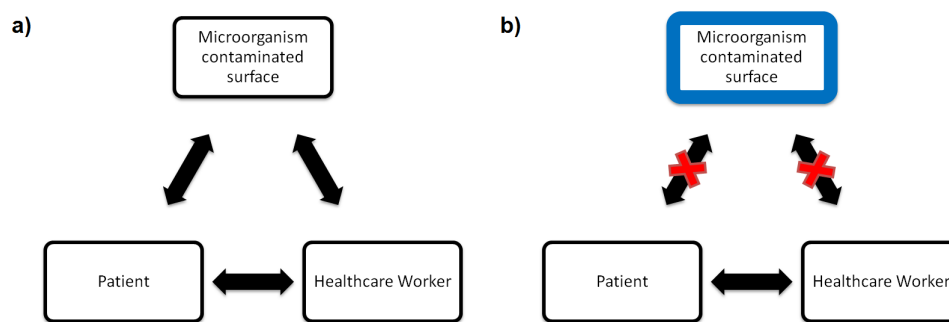 a)
Microorganism
contaminated
surface
Patient
Healthcare Worker
b)
Microorganism
contaminated
surface
Patient
Healthcare Worker